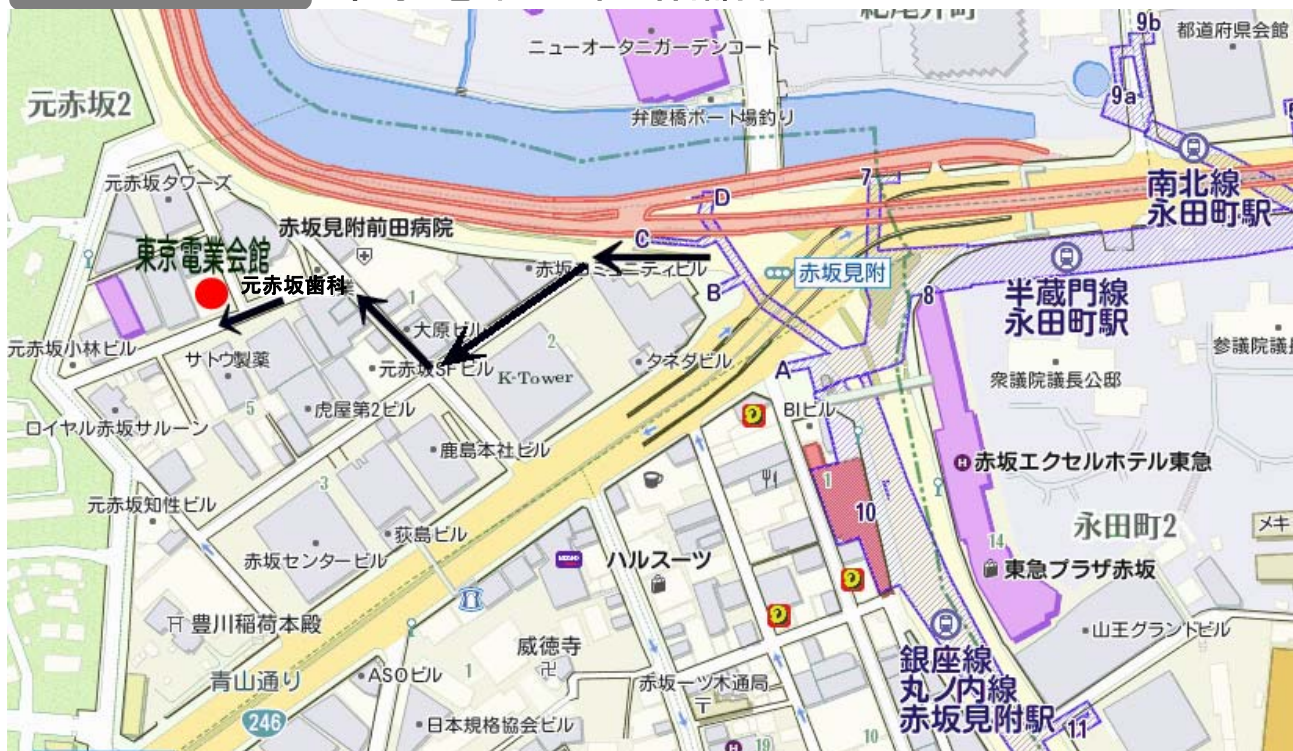 9b
都道府県会館
ニューオータニガーデンコート
9a
元赤坂2
弁慶橋ボート場釣り
7
南北線
永田町駅
元赤坂タワーズ
D
赤坂見附前田病院
C
東京電業会館
元赤坂歯科
赤坂コミュニティビル
赤坂見附
半蔵門線
永田町駅
B
8
1
大原ビル
2
元赤坂小林ビル
サトウ製薬
元赤坂SFビル
K-Tower
タネダビル
A
参議院議長
衆議院議長公邸
5
虎屋第2ビル
BIビル
ロイヤル赤坂サルーン
鹿島本社ビル
赤坂エクセルホテル東急
3
1
元赤坂知性ビル
荻島ビル
10
永田町2
メキ
赤坂センタービル
ハルスーツ
14
東急プラザ赤坂
豊川稲荷本殿
威徳寺
山王グランドビル
銀座線
丸ノ内線
赤坂見附駅
青山通り
ASOビル
1
赤坂一ツ木通局
246
日本規格協会ビル
19
10
11